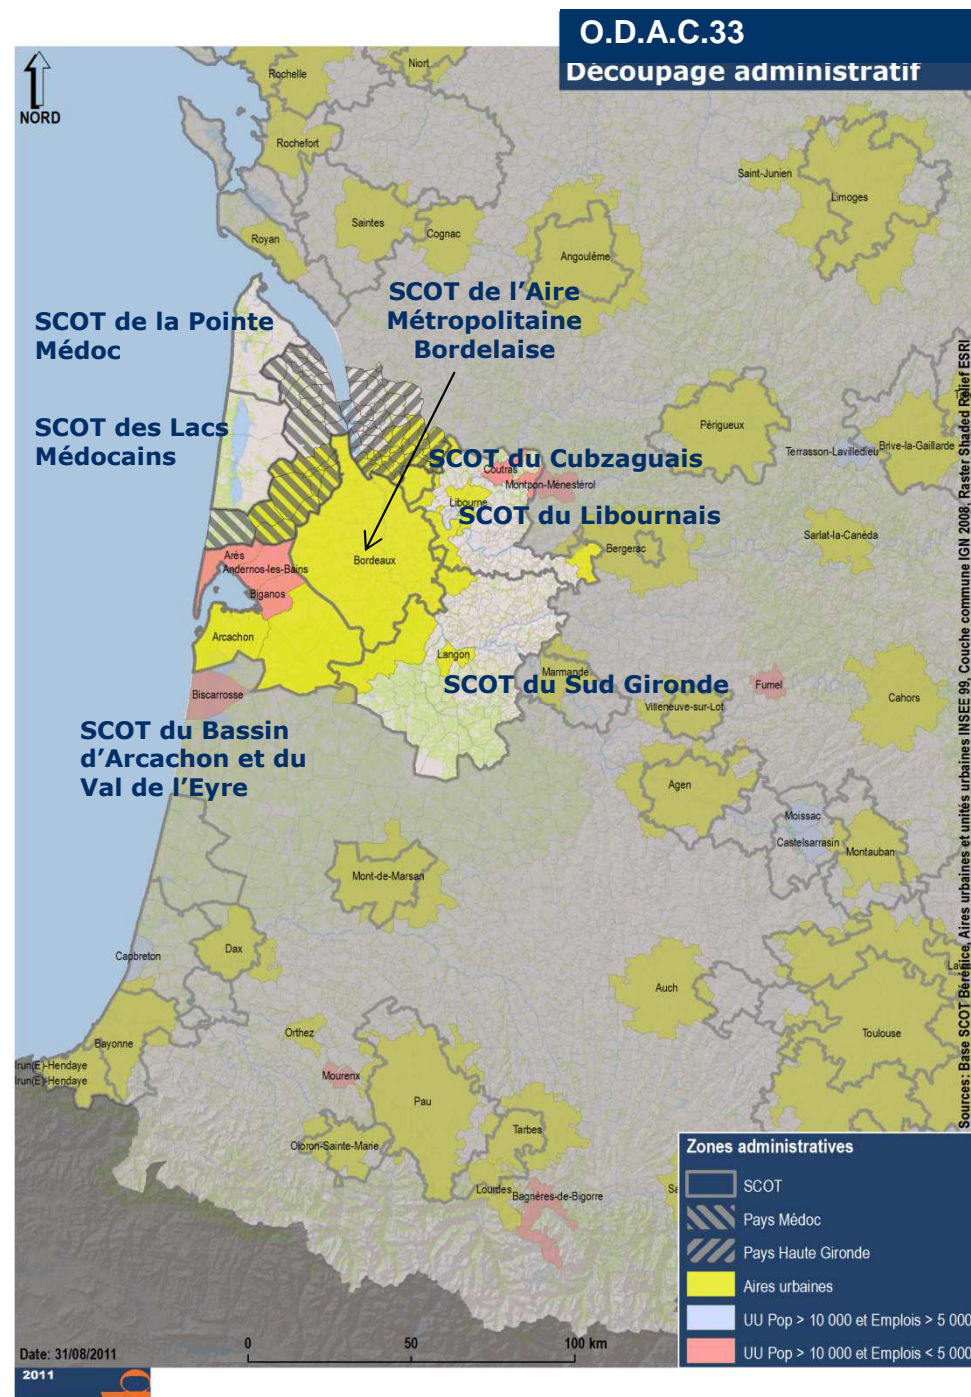 O.D.A.C.33
Découpage administratif
NORD
Rochelle
Niort
Rochefort
Saint-Junien
Limoges
Saintes
Cognac
Royan
Angoulême
SCOT de l'Aire
Métropolitaine
Bordelaise
SCOT de la Pointe
Médoc
SCOT des Lacs
Médocains
Périgueux
Terrasson-Lavilledieu
Brive-la-Gaillarde
SCOT du Cubzaguais
Coutras
Montpon-Ménestérol
Libourne
SCOT du Libournais
Sarlat-la-Canéda
Bergerac
Arès
Andernos-les-Bains
Bordeaux
Biganos
Arcachon
Langon
Marmande
SCOT du Sud Gironde
Fumel
Villeneuve-sur-Lot
Cahors
Biscarrosse
SCOT du Bassin
d'Arcachon et du
Val de l'Eyre
Agen
Moissac
Castelsarrasin
Montauban
Mont-de-Marsan
Dax
Capbreton
Auch
Toulouse
Orthez
Bayonne
Irun(E)-Hendaye
Irun(E)-Hendaye
Mourenx
Pau
Tarbes
Oloron-Sainte-Marie
Lourdes
Bagnères-de-Bigorre
Sources: Base SCOT Bérénice, Aires urbaines et unités urbaines INSEE 99, Couche commune IGN 2008, Raster Shaded Relief ESRI
Zones administratives
SCOT
Pays Médoc
Pays Haute Gironde
Aires urbaines
UU Pop > 10 000 et Emplois > 5 000
UU Pop > 10 000 et Emplois < 5 000
0
50
100 km
Date: 31/08/2011
2011